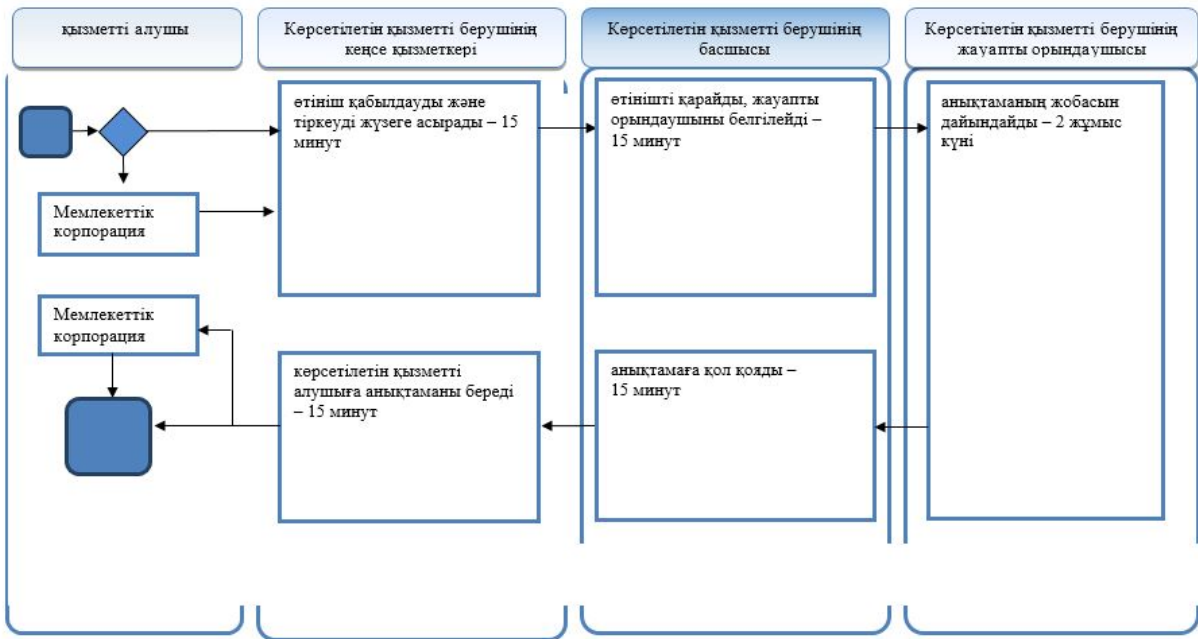 қызметті алушы
Көрсетілетін қызметті берушінің
кеңсе қызметкері
Көрсетілетін қызметті берушінің
басшысы
Көрсетілетін қызметті берушінің
жауапты орындаушысы
өтініш қабылдауды және
тіркеуді жүзеге асырады – 15
минут
өтінішті қарайды, жауапты
орындаушыны белгілейді –
15 минут
анықтаманың жобасын
дайындайды – 2 жұмыс
күні
Мемлекеттік
корпорация
Мемлекеттік
корпорация
көрсетілетін қызметті
алушыға анықтаманы береді
– 15 минут
анықтамаға қол қояды –
15 минут